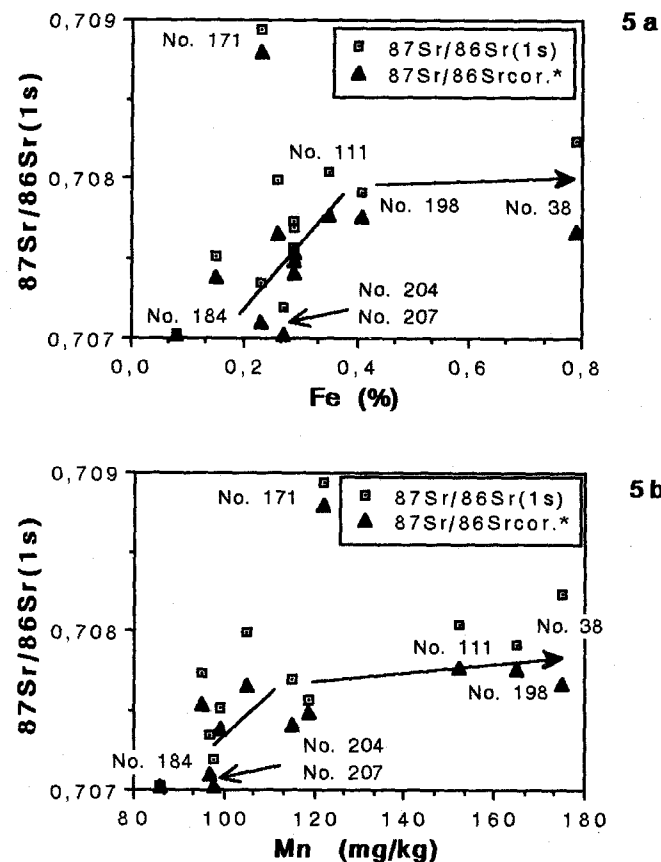 5a
0,709
No. 171
87Sr/86Sr(1s)
87Sr/86Srcor.*
87Sr/86Sr(1s)
No. 111
0,708
No. 198
No. 38
No. 204
No. 184
No. 207
0,707
0,0
0,2
0,4
0,6
0,8
Fe (%)
5b
0,709
No. 171
87Sr/86Sr(1s)
87Sr/86Srcor.*
87Sr/86Sr(1s)
0,708
No. 38
No. 111
No. 198
No. 204
No. 184
No. 207
0,707
80
100
120
140
160
180
Mn (mg/kg)